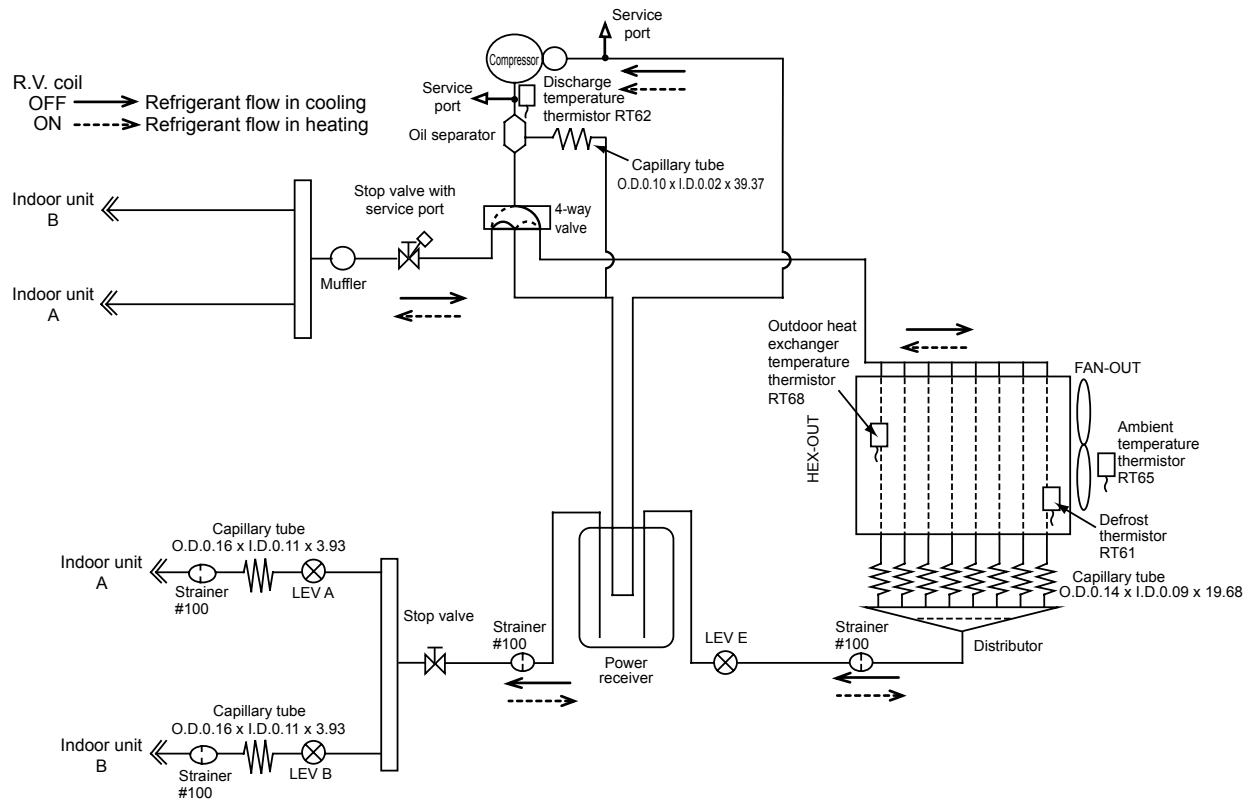 Service
port
Compressor
R.V. coil
OFF Refrigerant flow in cooling
ON Refrigerant flow in heating
Service
port
Discharge
temperature
thermistor RT62
Oil separator
Capillary tube
O.D.0.10 x I.D.0.02 x 39.37
Indoor unit
B
Stop valve with
service port
4-way
valve
Muffler
Indoor unit
A
Outdoor heat
exchanger
temperature
thermistor
RT68
FAN-OUT
HEX-OUT
Ambient
temperature
thermistor
RT65
Defrost
thermistor
RT61
Capillary tube
O.D.0.14 x I.D.0.09 x 19.68
Distributor
Capillary tube
O.D.0.16 x I.D.0.11 x 3.93
Indoor unit
A
Strainer
#100
LEV A
Stop valve
Strainer
#100
Power
receiver
LEV E
Strainer
#100
Capillary tube
O.D.0.16 x I.D.0.11 x 3.93
Indoor unit
B
Strainer
#100
LEV B